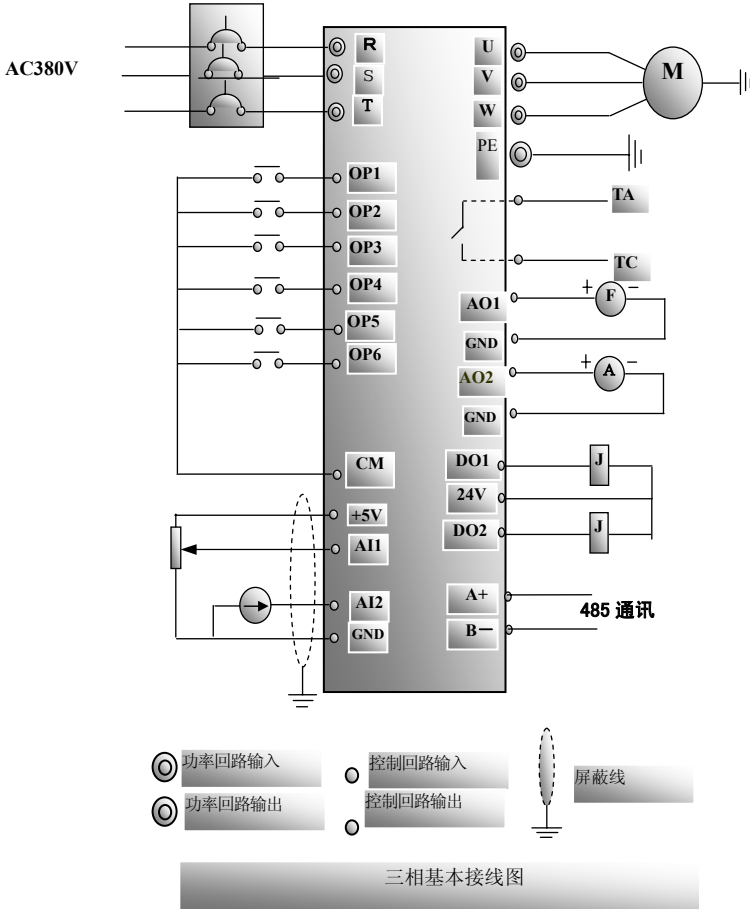 AC380V
R
S
T
U
V
W
PE
M
OP1
OP2
OP3
OP4
OP5
OP6
CM
+5V
AI1
AI2
GND
TA
TC
AO1
+ F −
GND
AO2
+ A −
GND
DO1
J
24V
DO2
J
A+
B−
485 通讯
功率回路输入
控制回路输入
屏蔽线
功率回路输出
控制回路输出
三相基本接线图